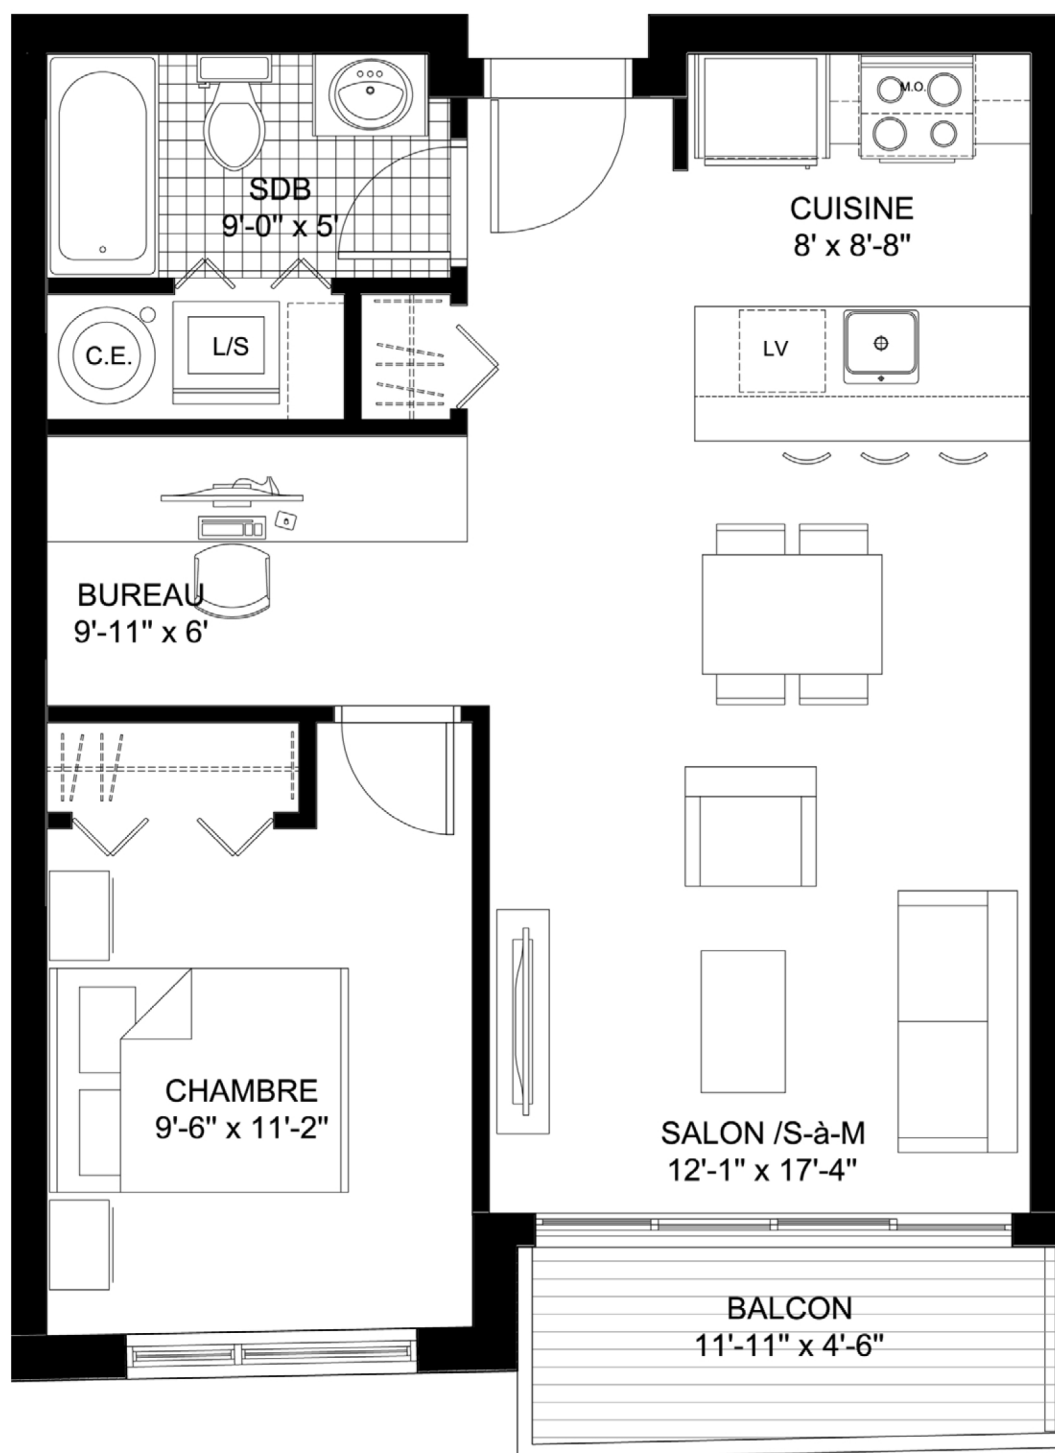 M.O.
SDB
9'-0" x 5'
CUISINE
8' x 8'-8"
C.E.
L/S
LV
BUREAU
9'-11" x 6'
CHAMBRE
9'-6" x 11'-2"
SALON /S-à-M
12'-1" x 17'-4"
BALCON
11'-11" x 4'-6"